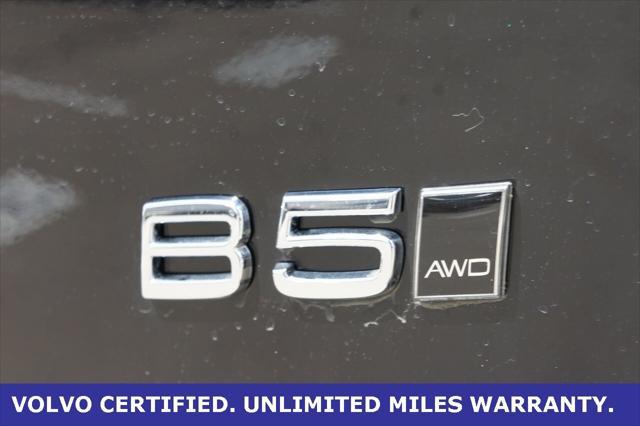 B5 AWD
VOLVO CERTIFIED. UNLIMITED MILES WARRANTY.